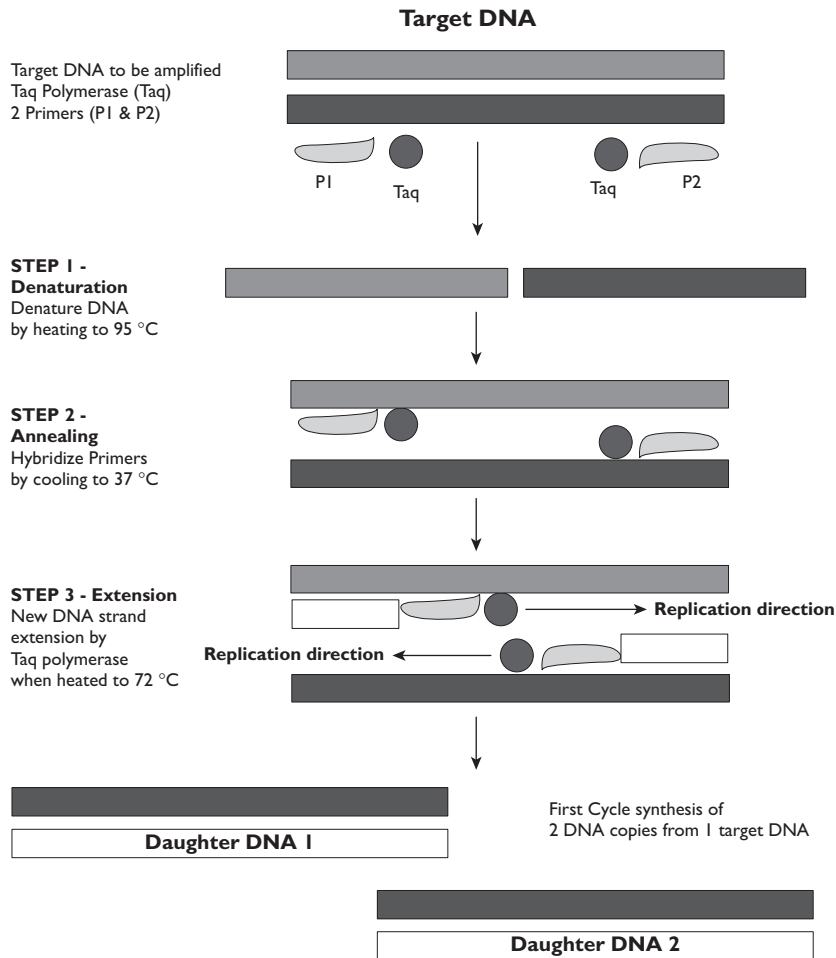 Target DNA
Target DNA to be amplified
Taq Polymerase (Taq)
2 Primers (P1 & P2)
P1
Taq
Taq
P2
STEP 1 -
Denaturation
Denature DNA
by heating to 95 °C
STEP 2 -
Annealing
Hybridize Primers
by cooling to 37 °C
STEP 3 - Extension
New DNA strand
extension by
Taq polymerase
when heated to 72 °C
Replication direction
Replication direction
First Cycle synthesis of
2 DNA copies from 1 target DNA
Daughter DNA 1
Daughter DNA 2